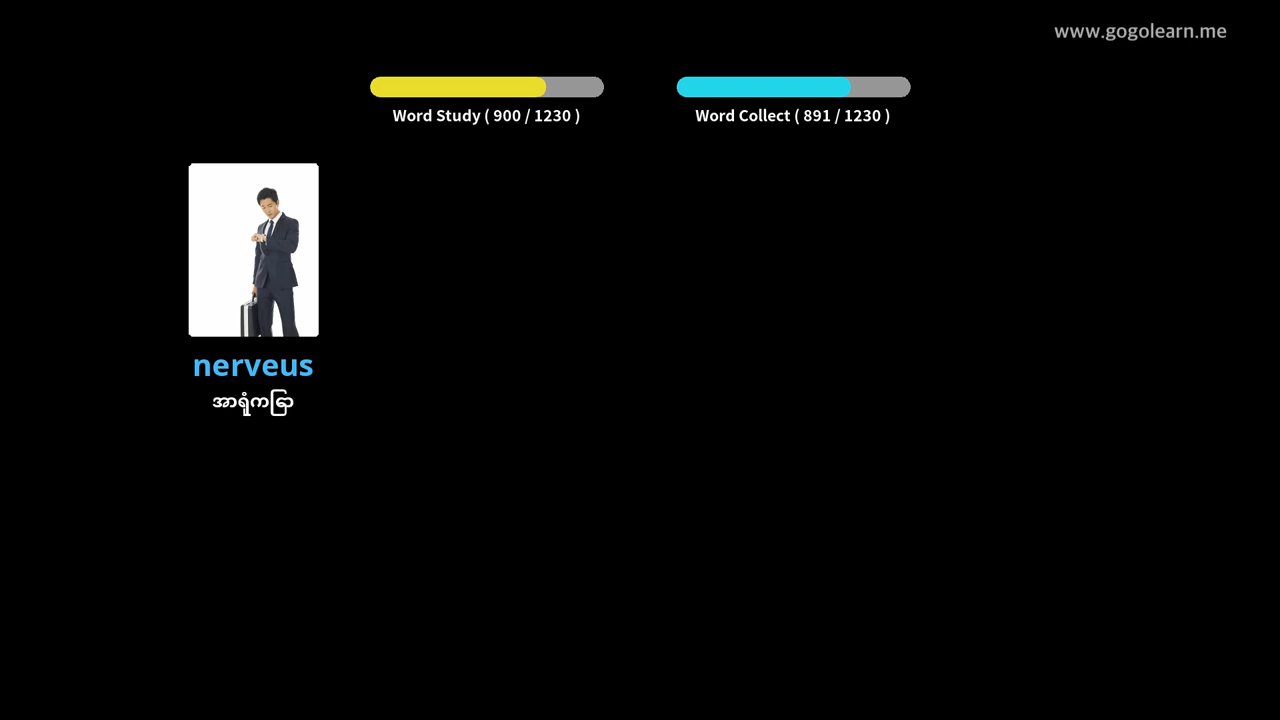 www.gogolearn.me
Word Study ( 900 / 1230 )
Word Collect ( 891 / 1230 )
nerveus
အာရုံကြော